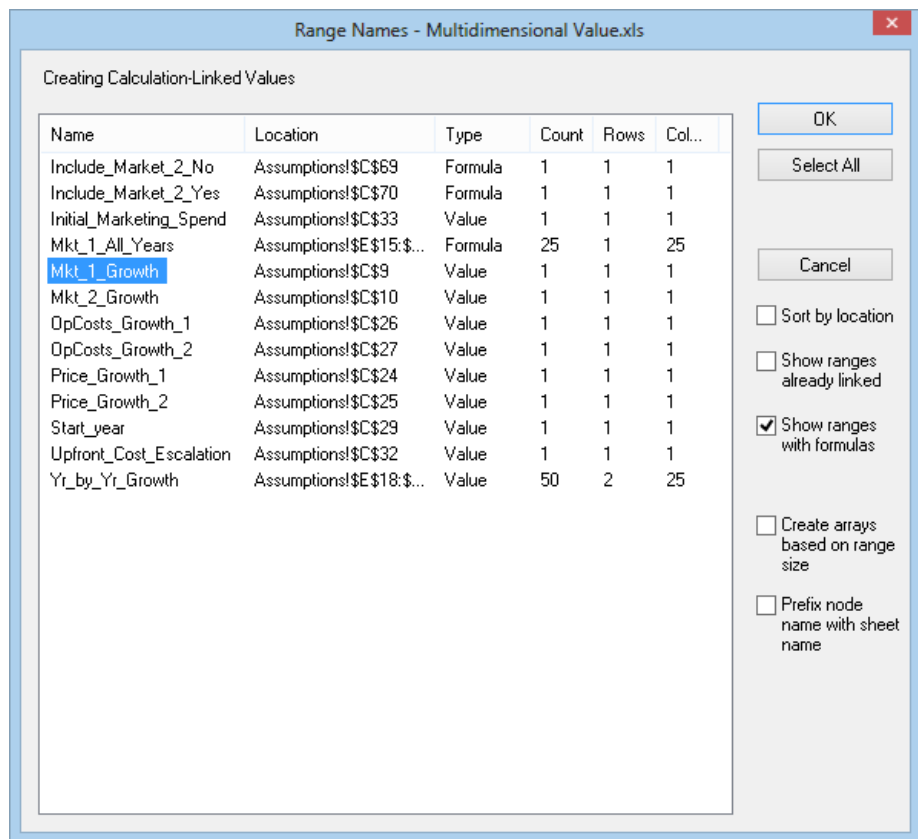 Range Names - Multidimensional Value.xls
Creating Calculation-Linked Values
Name Location Type Count Rows Col...
Include_Market_2_No Assumptions!$C$69 Formula 1 1 1
Include_Market_2_Yes Assumptions!$C$70 Formula 1 1 1
Initial_Marketing_Spend Assumptions!$C$33 Value 1 1 1
Mkt_1_All_Years Assumptions!$E$15:$... Formula 25 1 25
Mkt_1_Growth Assumptions!$C$9 Value 1 1 1
Mkt_2_Growth Assumptions!$C$10 Value 1 1 1
OpCosts_Growth_1 Assumptions!$C$26 Value 1 1 1
OpCosts_Growth_2 Assumptions!$C$27 Value 1 1 1
Price_Growth_1 Assumptions!$C$24 Value 1 1 1
Price_Growth_2 Assumptions!$C$25 Value 1 1 1
Start_year Assumptions!$C$29 Value 1 1 1
Upfront_Cost_Escalation Assumptions!$C$32 Value 1 1 1
Yr_by_Yr_Growth Assumptions!$E$18:$... Value 50 2 25
OK
Select All
Cancel
Sort by location
Show ranges
already linked
Show ranges
with formulas
Create arrays
based on range
size
Prefix node
name with sheet
name